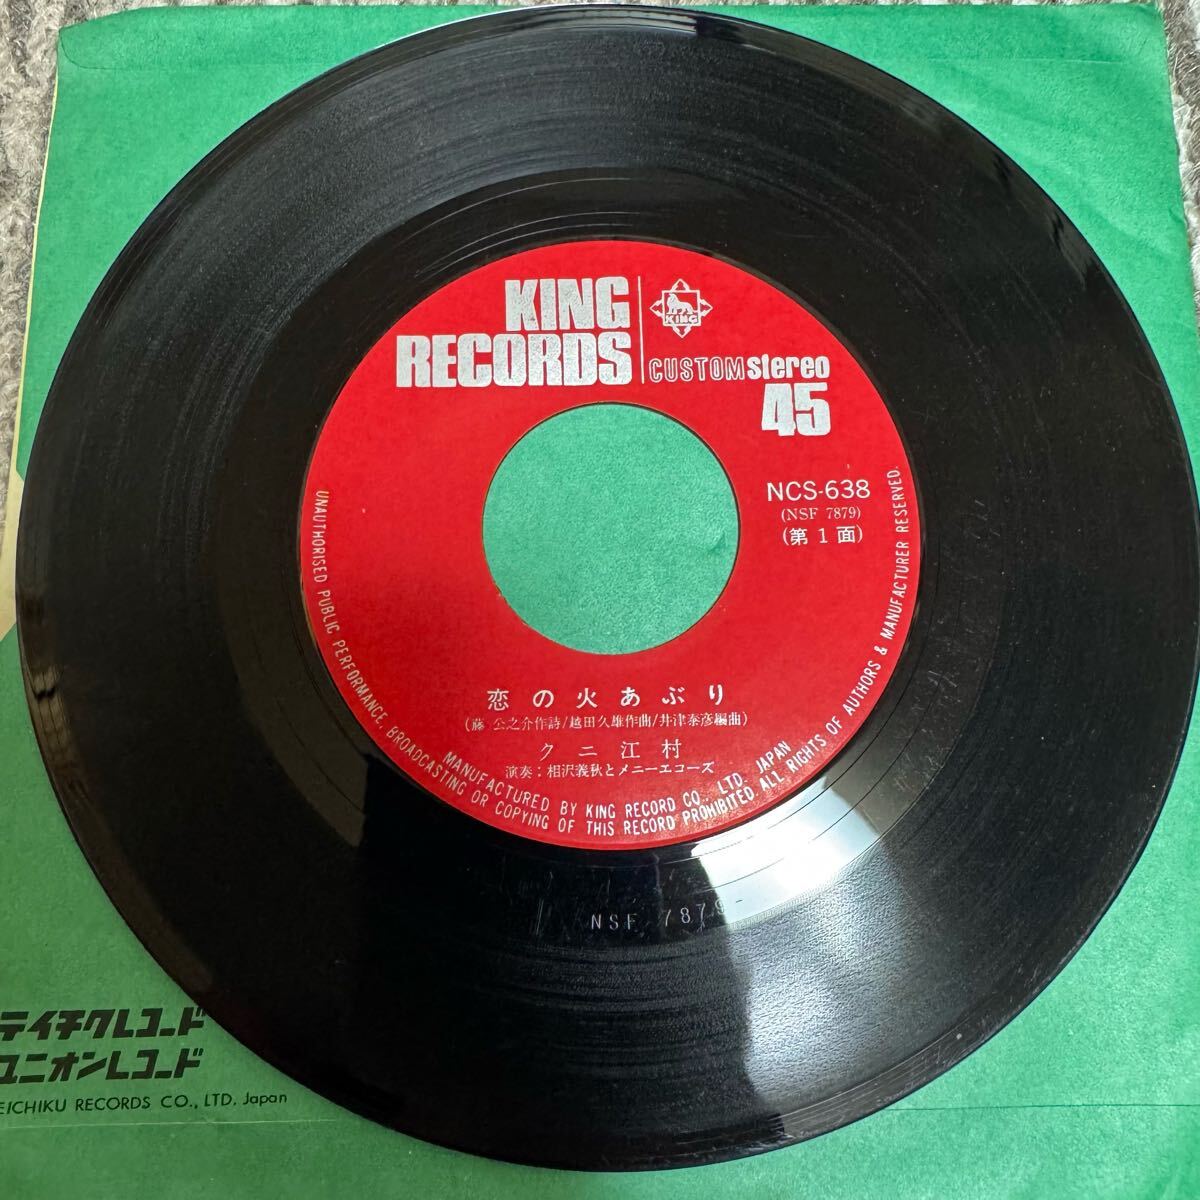 KING
RECORDS
KING
CUSTOM stereo
45
NCS-638
(NSF 7879)
(第1面)
恋の火あぶり
(藤 公之介作詩/越田久雄作曲/井津泰彦編曲)
クニ江村
演奏:相沢義秋とメニーエコーズ
MANUFACTURED BY KING RECORD CO., LTD. JAPAN
UNAUTHORISED PUBLIC PERFORMANCE, BROADCASTING OR COPYING OF THIS RECORD PROHIBITED. ALL RIGHTS OF AUTHORS & MANUFACTURER RESERVED.
NSF 7879
テイチクレコード
ユニオンレコード
EICHIKU RECORDS CO., LTD. Japan